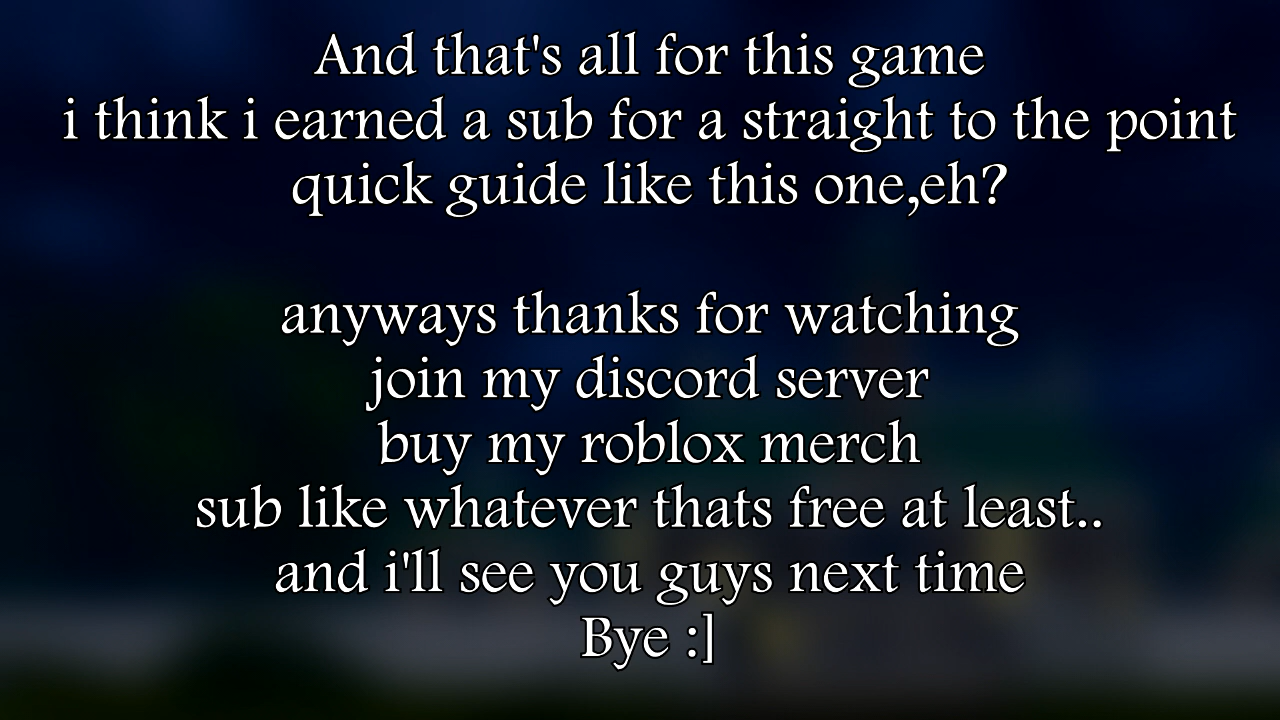 And that's all for this game
i think i earned a sub for a straight to the point
quick guide like this one,eh?
anyways thanks for watching
join my discord server
buy my roblox merch
sub like whatever thats free at least..
and i'll see you guys next time
Bye :]